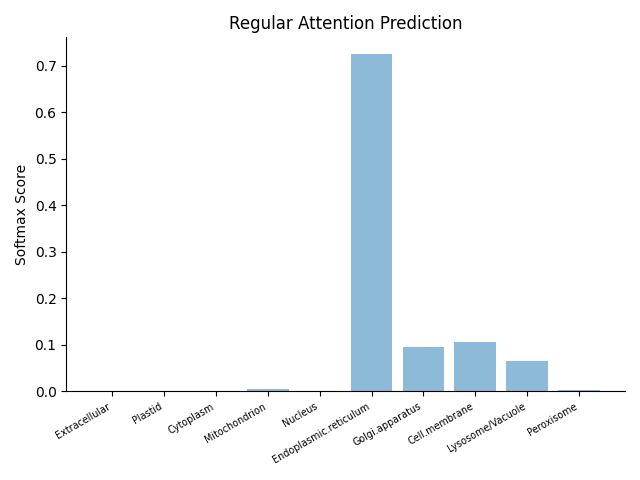 Regular Attention Prediction
Softmax Score
0.7
0.6
0.5
0.4
0.3
0.2
0.1
0.0
Extracellular
Plastid
Cytoplasm
Mitochondrion
Nucleus
Endoplasmic.reticulum
Golgi.apparatus
Cell.membrane
Lysosome/Vacuole
Peroxisome